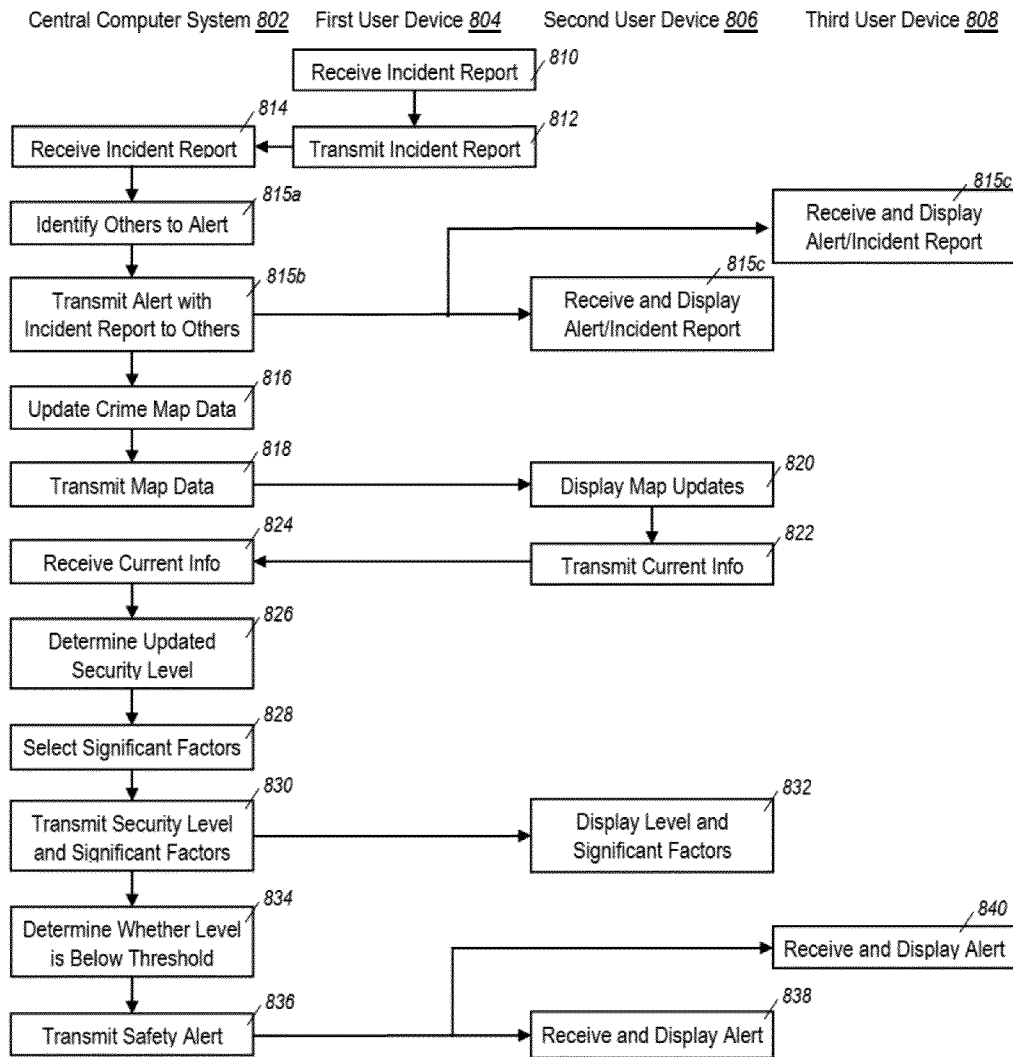 Central Computer System 802
First User Device 804
Second User Device 806
Third User Device 808
810
Receive Incident Report
814
812
Receive Incident Report
Transmit Incident Report
815a
815c
Identify Others to Alert
Receive and Display
Alert/Incident Report
815b
815c
Transmit Alert with
Incident Report to Others
Receive and Display
Alert/Incident Report
816
Update Crime Map Data
818
820
Transmit Map Data
Display Map Updates
824
822
Receive Current Info
Transmit Current Info
826
Determine Updated
Security Level
828
Select Significant Factors
830
832
Transmit Security Level
and Significant Factors
Display Level and
Significant Factors
834
840
Determine Whether Level
is Below Threshold
Receive and Display Alert
836
838
Transmit Safety Alert
Receive and Display Alert